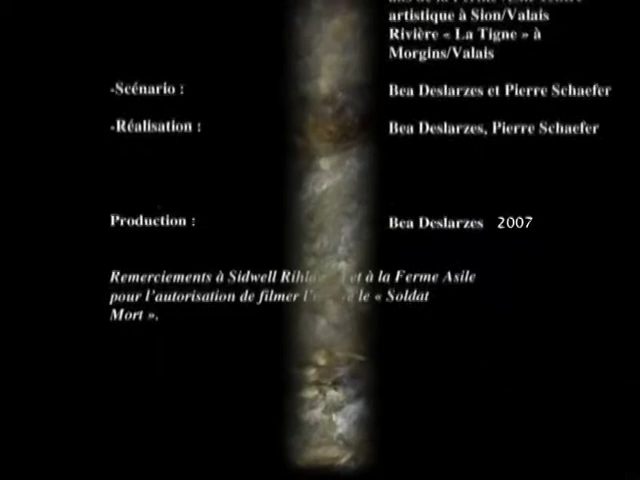 artistique à Sion/Valais
Rivière « La Tigne » à
Morgins/Valais
-Scénario : Bea Deslarzes et Pierre Schaefer
-Réalisation : Bea Deslarzes, Pierre Schaefer
Production : Bea Deslarzes 2007
Remerciements à Sidwell et à la Ferme Asile
pour l'autorisation de filmer le « Soldat
Mort ».